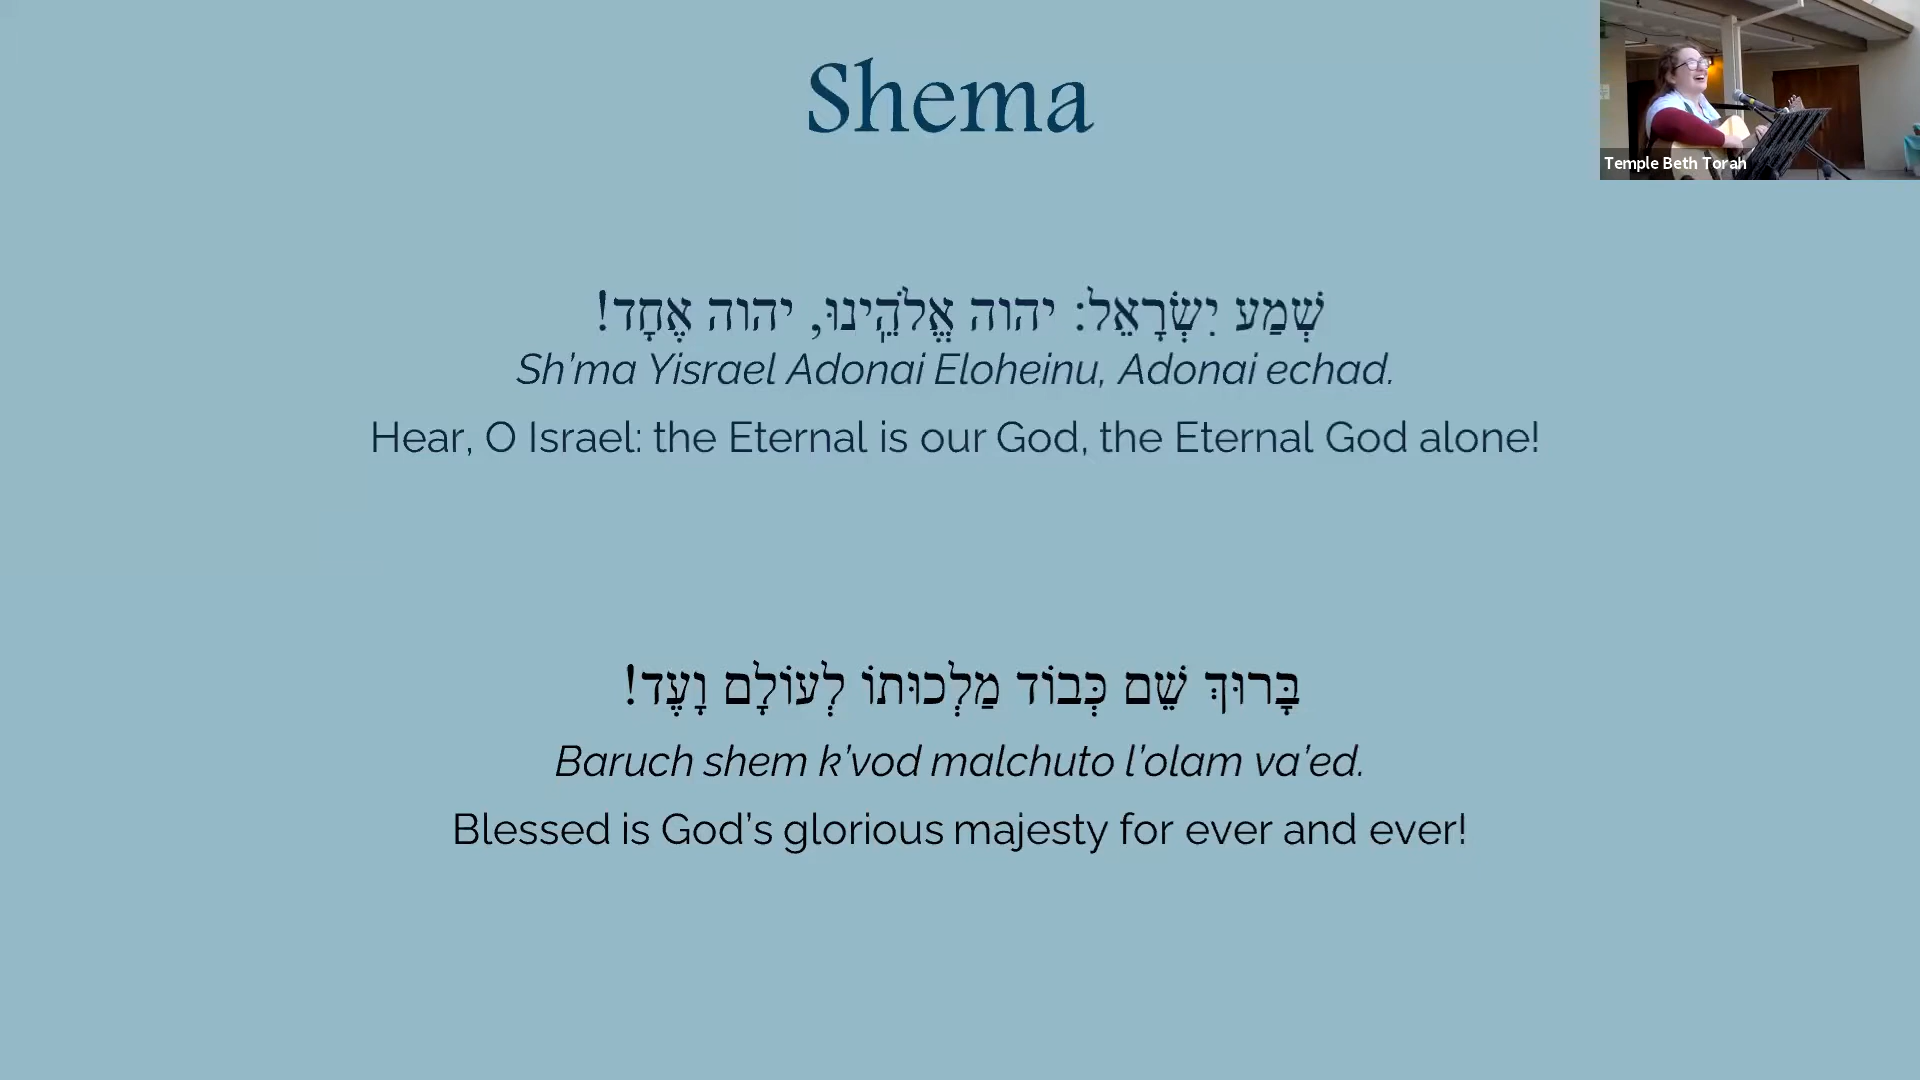 Shema
Temple Beth Torah
שְׁמַע יִשְׂרָאֵל: יהוה אֱלֹהֵֽינוּ, יהוה אֶחָד!
Sh'ma Yisrael Adonai Eloheinu, Adonai echad.
Hear, O Israel: the Eternal is our God, the Eternal God alone!
בָּרוּךְ שֵׁם כְּבוֹד מַלְכוּתוֹ לְעוֹלָם וָעֶד!
Baruch shem k'vod malchuto l'olam va'ed.
Blessed is God's glorious majesty for ever and ever!